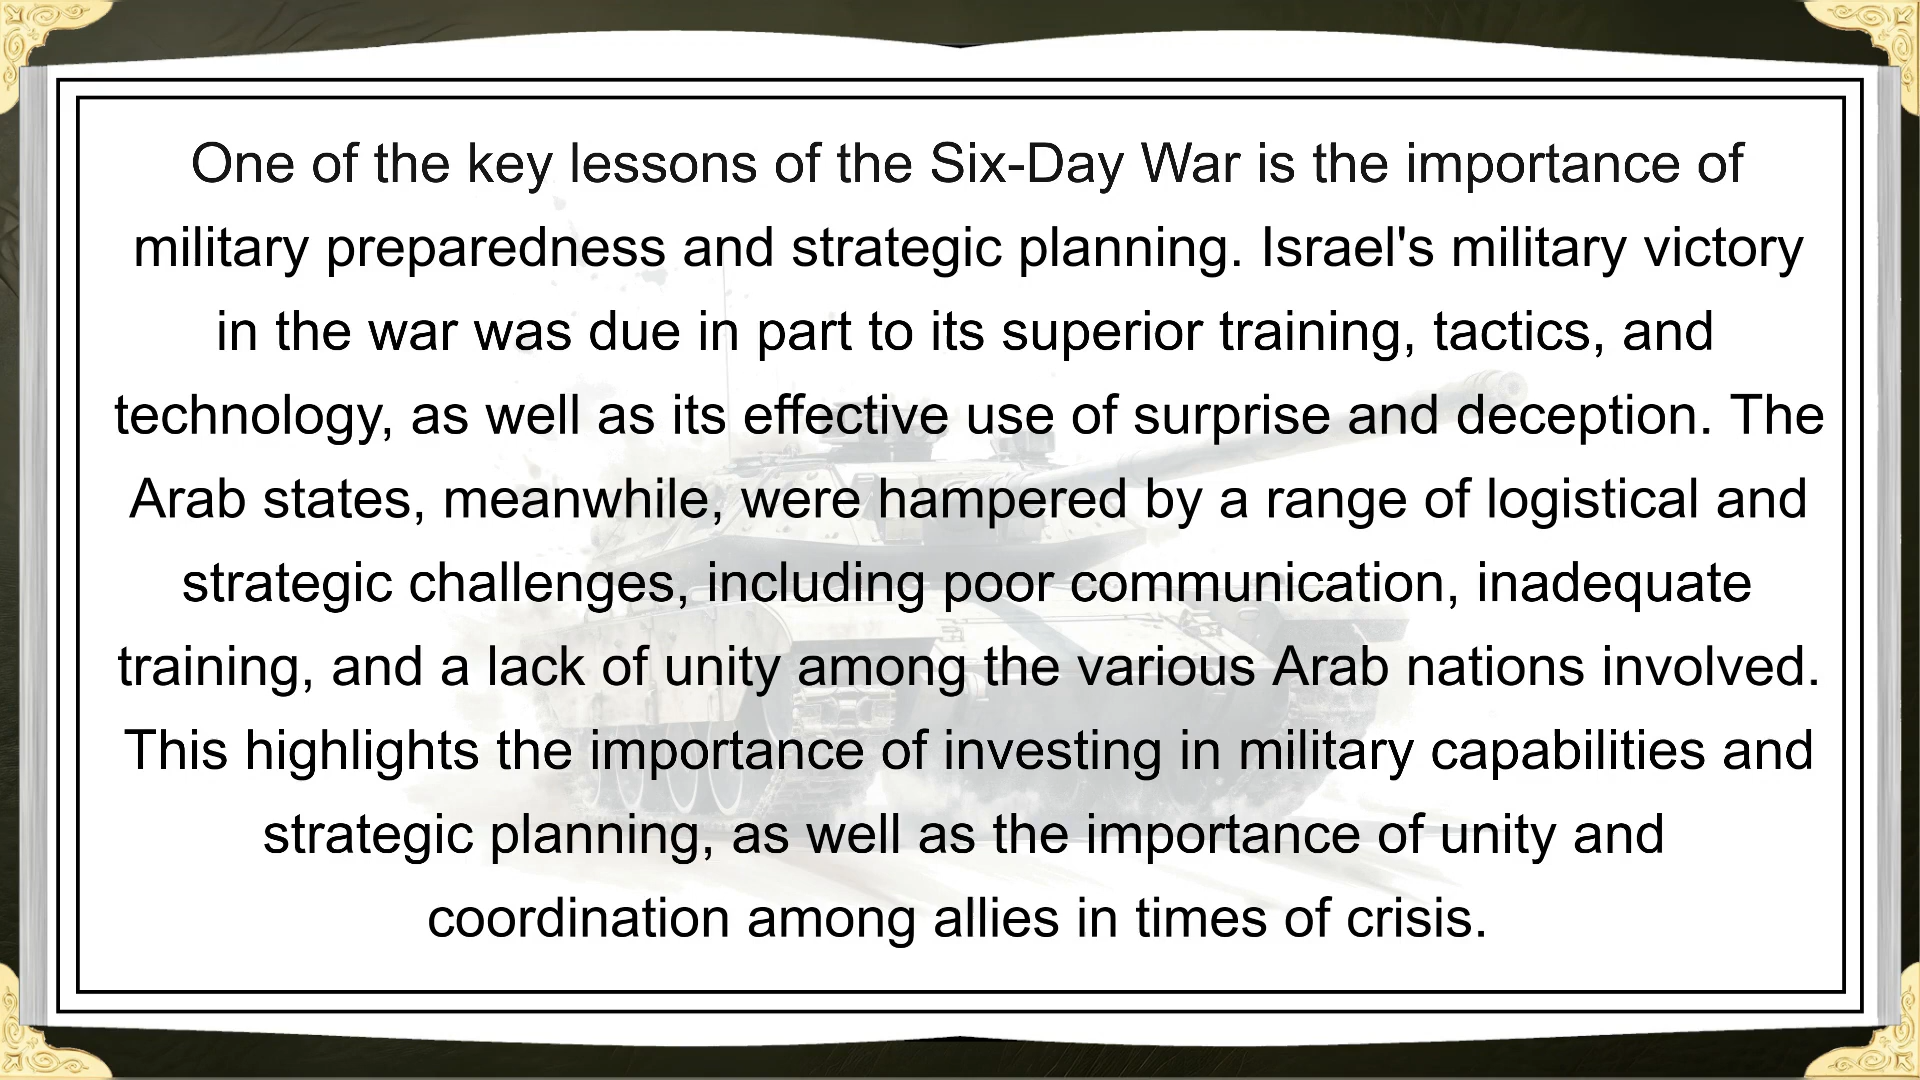 One of the key lessons of the Six-Day War is the importance of
military preparedness and strategic planning. Israel's military victory
in the war was due in part to its superior training, tactics, and
technology, as well as its effective use of surprise and deception. The
Arab states, meanwhile, were hampered by a range of logistical and
strategic challenges, including poor communication, inadequate
training, and a lack of unity among the various Arab nations involved.
This highlights the importance of investing in military capabilities and
strategic planning, as well as the importance of unity and
coordination among allies in times of crisis.